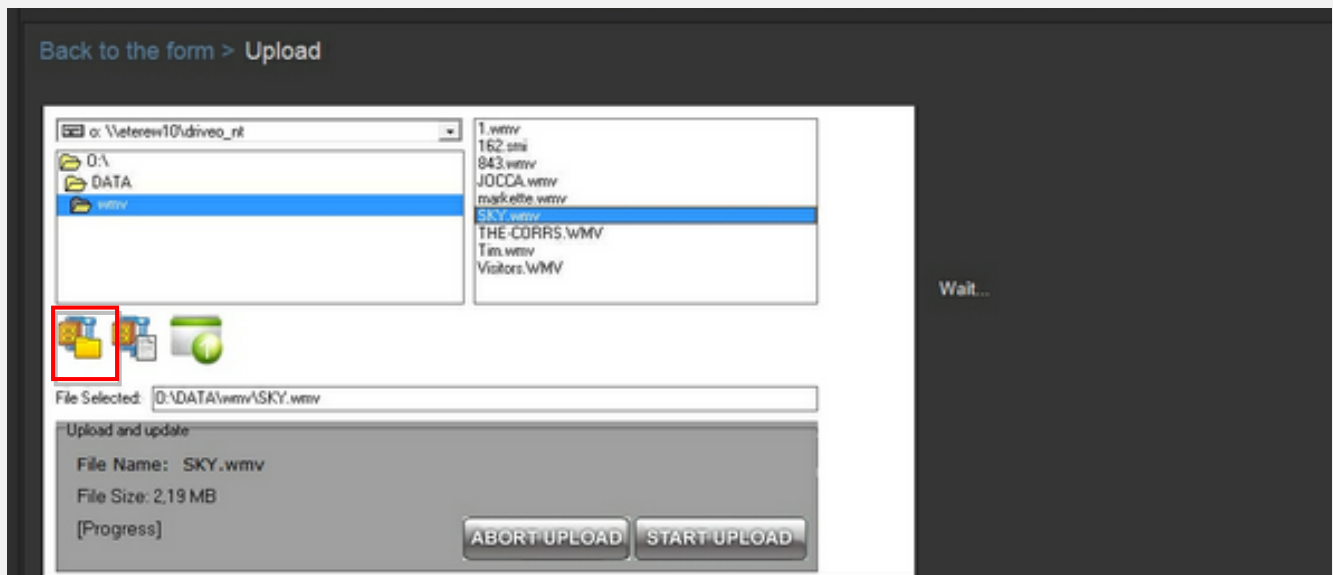 Back to the form > Upload
o: \\eterew10\driveo_nt
O:\
DATA
wmv
1.wmv
162.smi
843.wmv
JOCCA.wmv
markette.wmv
SKY.wmv
THE-CORRS.WMV
Tim.wmv
Visitors.WMV
Wait...
File Selected: O:\DATA\wmv\SKY.wmv
Upload and update
File Name: SKY.wmv
File Size: 2,19 MB
[Progress]
ABORT UPLOAD
START UPLOAD